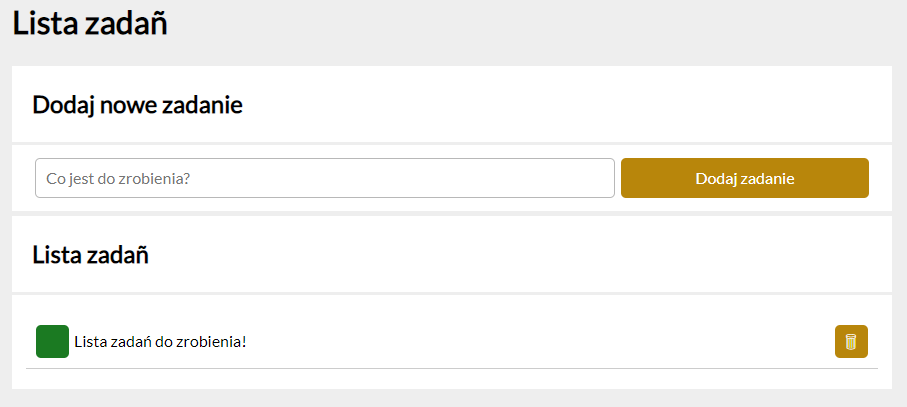 Lista zadañ
Dodaj nowe zadanie
Co jest do zrobienia?
Dodaj zadanie
Lista zadañ
Lista zadań do zrobienia!